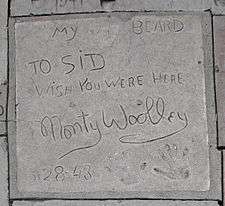 My BEARD
TO SID
WISH YOU WERE HERE
Monty Woolley
5-28-43